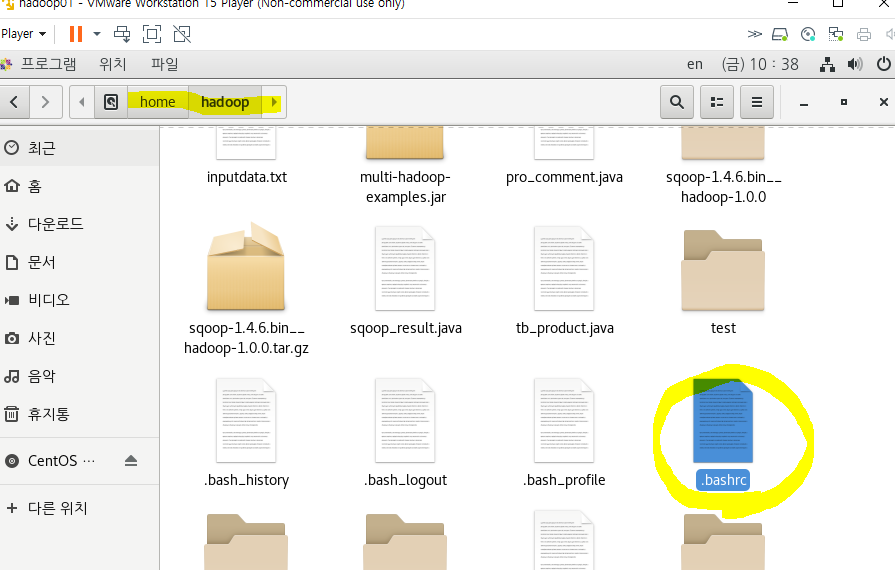 hadoop01 - VMware Workstation 15 Player (Non-commercial use only)
Player
프로그램 위치 파일 en (금) 10 : 38
home hadoop
최근
홈
다운로드
문서
비디오
사진
음악
휴지통
CentOS ···
다른 위치
inputdata.txt
multi-hadoop-
examples.jar
pro_comment.java
sqoop-1.4.6.bin__
hadoop-1.0.0
sqoop-1.4.6.bin__
hadoop-1.0.0.tar.gz
sqoop_result.java
tb_product.java
test
.bash_history
.bash_logout
.bash_profile
.bashrc